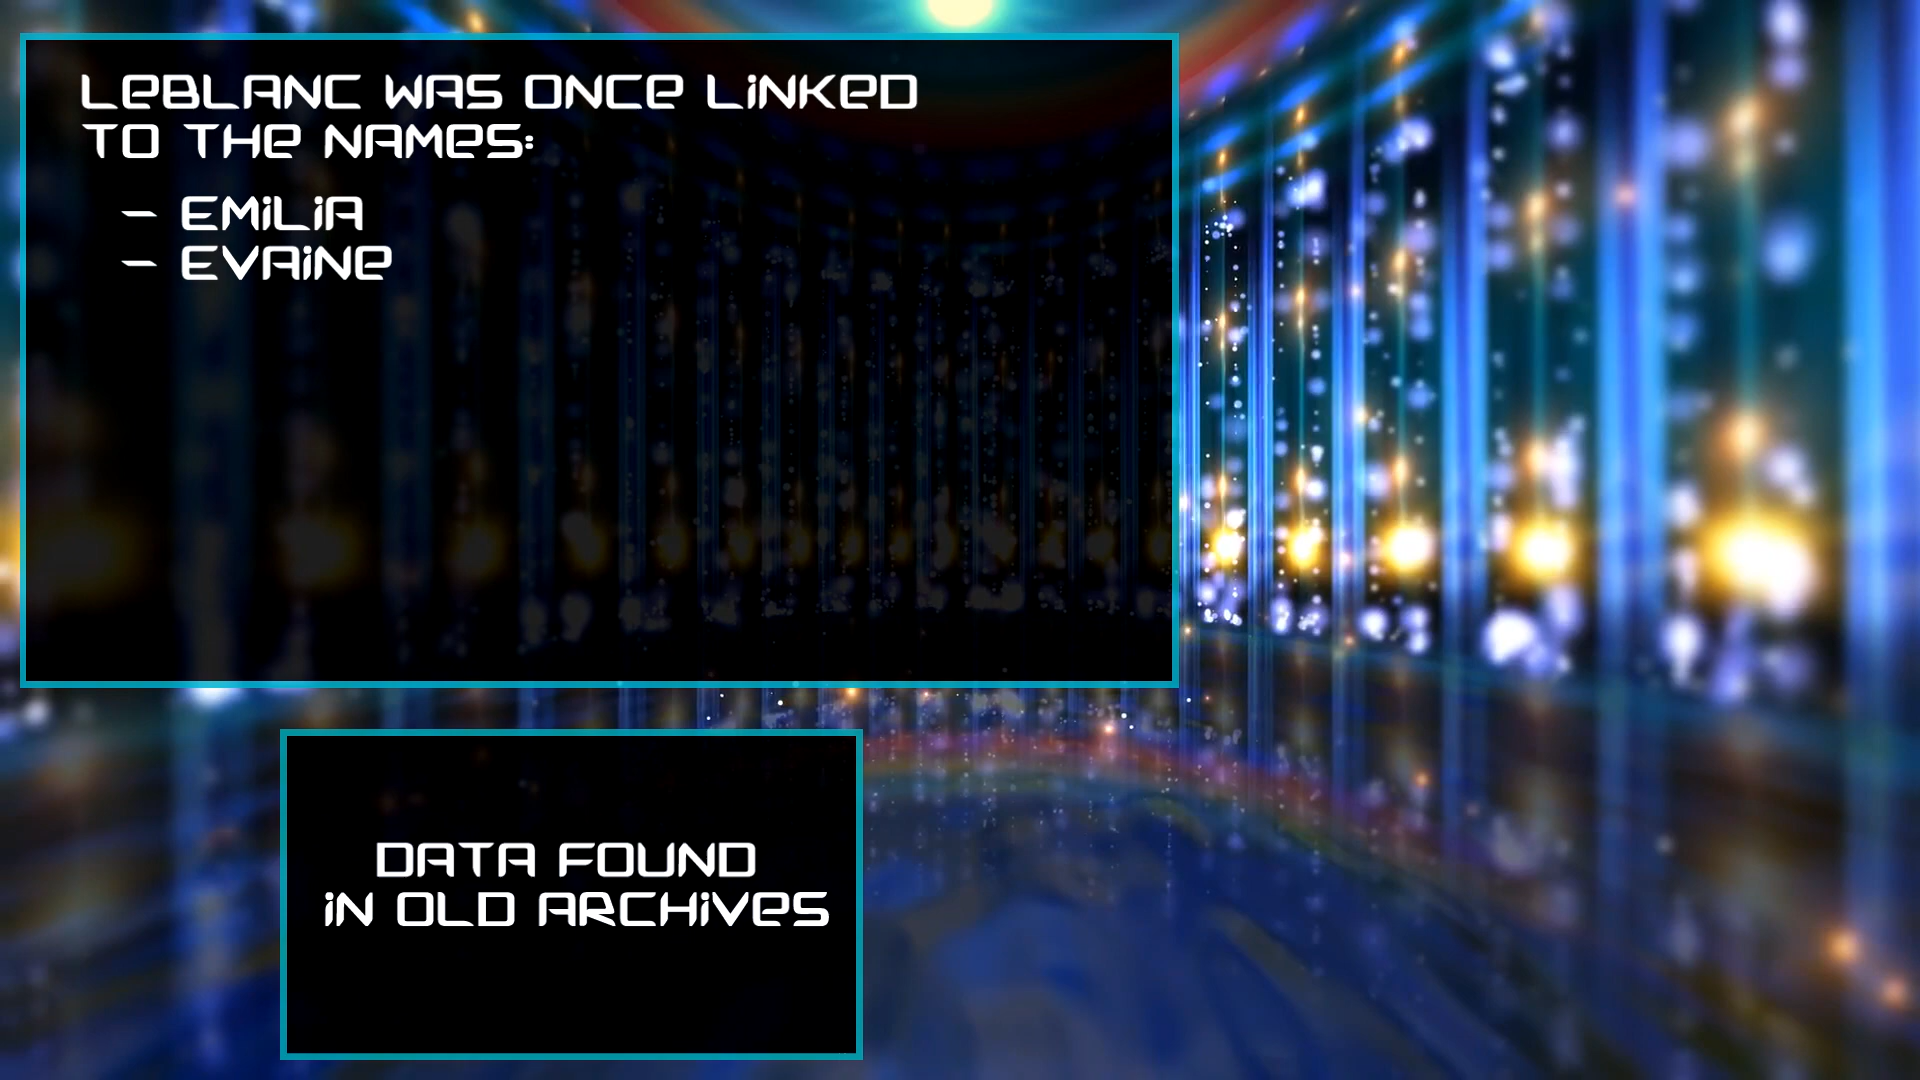 LEBLANC WAS ONCE LINKED
TO THE NAMES:
– EMILIA
– EVAINE
DATA FOUND
IN OLD ARCHIVES